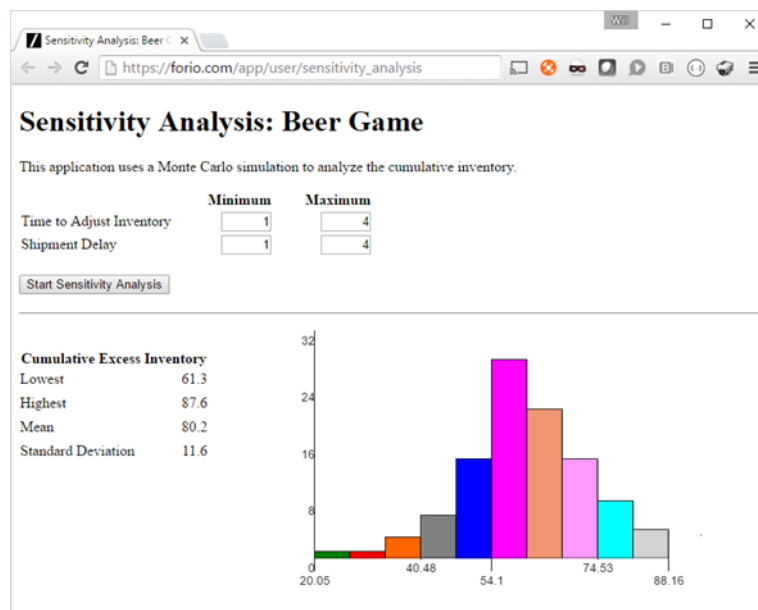 Will
Sensitivity Analysis: Beer G
https://forio.com/app/user/sensitivity_analysis
Sensitivity Analysis: Beer Game
This application uses a Monte Carlo simulation to analyze the cumulative inventory.
Minimum Maximum
Time to Adjust Inventory 1 4
Shipment Delay 1 4
Start Sensitivity Analysis
Cumulative Excess Inventory
Lowest 61.3
Highest 87.6
Mean 80.2
Standard Deviation 11.6
32
24
16
8
0
20.05 40.48 54.1 74.53 88.16